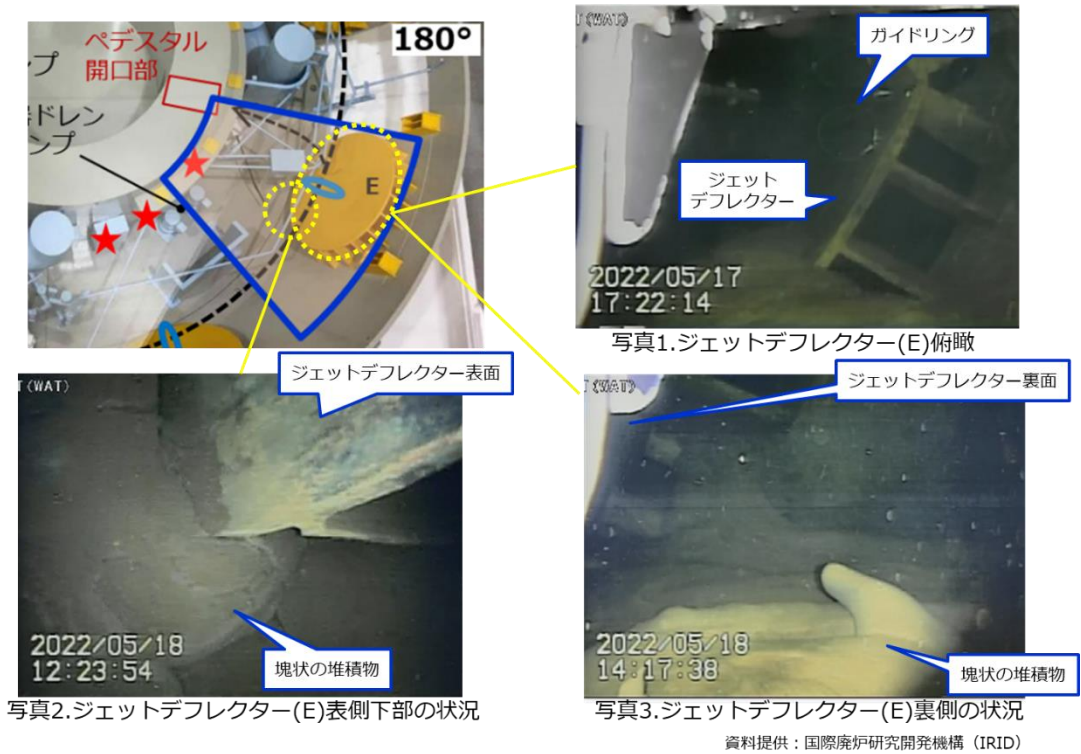 ペデスタル
開口部
180°
ンプ
器ドレン
ンプ
E
T(WAT)
ガイドリング
ジェット
デフレクター
2022/05/17
17:22:14
写真1.ジェットデフレクター(E)俯瞰
T(WAT)
ジェットデフレクター表面
2022/05/18
12:23:54
塊状の堆積物
写真2.ジェットデフレクター(E)表側下部の状況
T(WAT)
ジェットデフレクター裏面
2022/05/18
14:17:38
塊状の堆積物
写真3.ジェットデフレクター(E)裏側の状況
資料提供：国際廃炉研究開発機構（IRID）